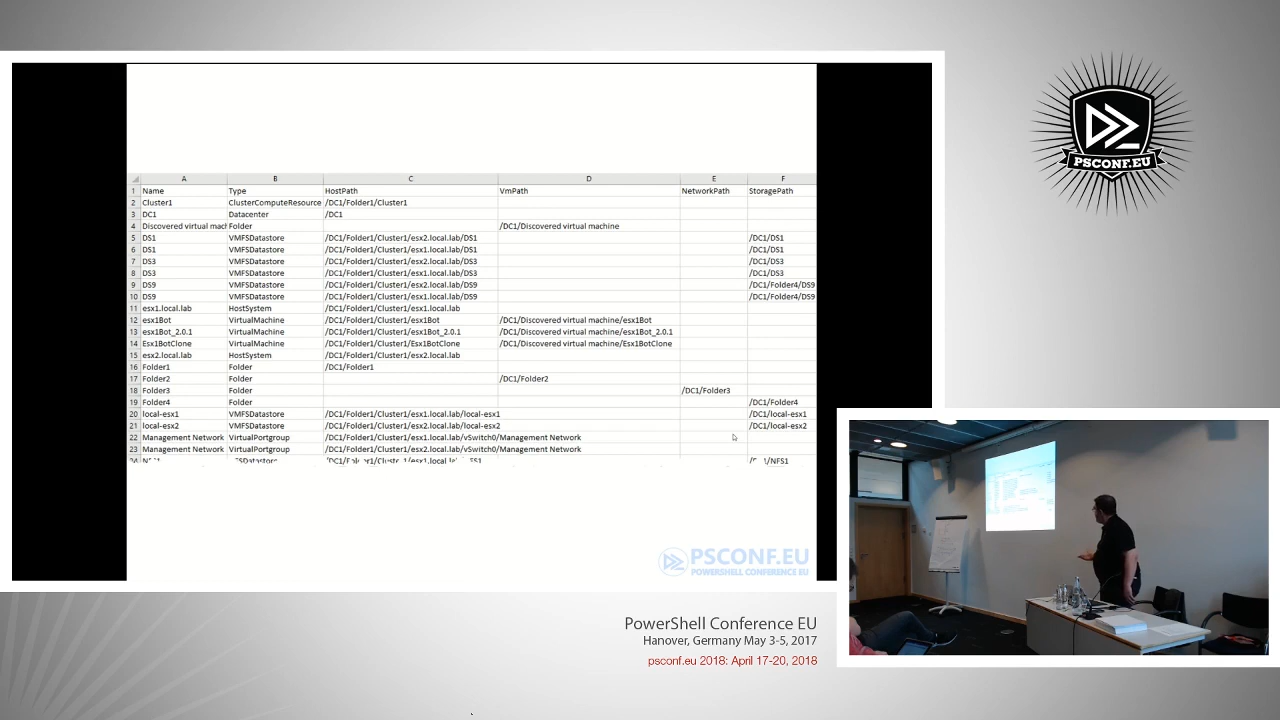 A B C D E F
1 Name Type HostPath VmPath NetworkPath StoragePath
2 Cluster1 ClusterComputeResource /DC1/Folder1/Cluster1
3 DC1 Datacenter /DC1
4 Discovered virtual mach Folder /DC1/Discovered virtual machine
5 DS1 VMFSDatastore /DC1/Folder1/Cluster1/esx2.local.lab/DS1 /DC1/DS1
6 DS1 VMFSDatastore /DC1/Folder1/Cluster1/esx1.local.lab/DS1 /DC1/DS1
7 DS3 VMFSDatastore /DC1/Folder1/Cluster1/esx2.local.lab/DS3 /DC1/DS3
8 DS3 VMFSDatastore /DC1/Folder1/Cluster1/esx1.local.lab/DS3 /DC1/DS3
9 DS9 VMFSDatastore /DC1/Folder1/Cluster1/esx2.local.lab/DS9 /DC1/Folder4/DS9
10 DS9 VMFSDatastore /DC1/Folder1/Cluster1/esx1.local.lab/DS9 /DC1/Folder4/DS9
11 esx1.local.lab HostSystem /DC1/Folder1/Cluster1/esx1.local.lab
12 esx1Bot VirtualMachine /DC1/Folder1/Cluster1/esx1Bot /DC1/Discovered virtual machine/esx1Bot
13 esx1Bot_2.0.1 VirtualMachine /DC1/Folder1/Cluster1/esx1Bot_2.0.1 /DC1/Discovered virtual machine/esx1Bot_2.0.1
14 Esx1BotClone VirtualMachine /DC1/Folder1/Cluster1/Esx1BotClone /DC1/Discovered virtual machine/Esx1BotClone
15 esx2.local.lab HostSystem /DC1/Folder1/Cluster1/esx2.local.lab
16 Folder1 Folder /DC1/Folder1
17 Folder2 Folder /DC1/Folder2
18 Folder3 Folder /DC1/Folder3
19 Folder4 Folder /DC1/Folder4
20 local-esx1 VMFSDatastore /DC1/Folder1/Cluster1/esx1.local.lab/local-esx1 /DC1/local-esx1
21 local-esx2 VMFSDatastore /DC1/Folder1/Cluster1/esx2.local.lab/local-esx2 /DC1/local-esx2
22 Management Network VirtualPortgroup /DC1/Folder1/Cluster1/esx1.local.lab/vSwitch0/Management Network
23 Management Network VirtualPortgroup /DC1/Folder1/Cluster1/esx2.local.lab/vSwitch0/Management Network
PSCONF.EU
POWERSHELL CONFERENCE EU
PSCONF.EU
PowerShell Conference EU
Hanover, Germany May 3-5, 2017
psconf.eu 2018: April 17-20, 2018